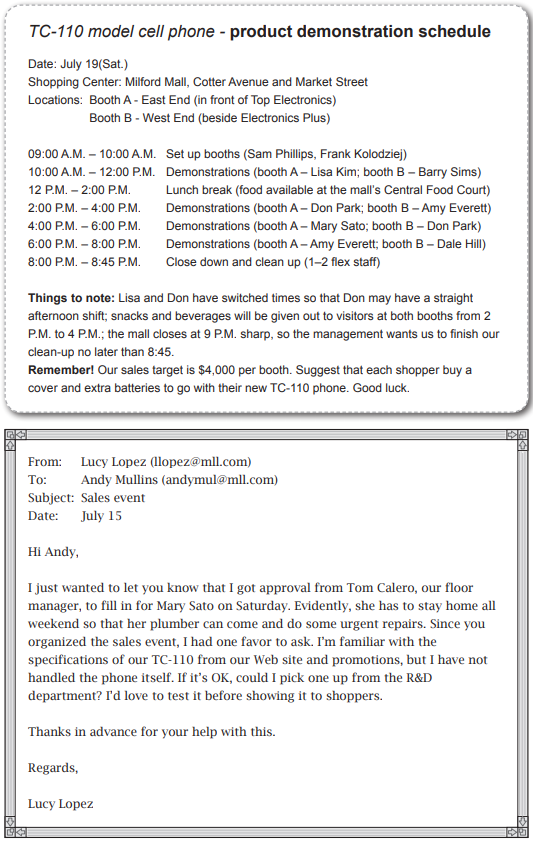 TC-110 model cell phone - product demonstration schedule
Date: July 19(Sat.)
Shopping Center: Milford Mall, Cotter Avenue and Market Street
Locations: Booth A - East End (in front of Top Electronics)
Booth B - West End (beside Electronics Plus)
09:00 A.M. – 10:00 A.M. Set up booths (Sam Phillips, Frank Kolodziej)
10:00 A.M. – 12:00 P.M. Demonstrations (booth A – Lisa Kim; booth B – Barry Sims)
12 P.M. – 2:00 P.M. Lunch break (food available at the mall's Central Food Court)
2:00 P.M. – 4:00 P.M. Demonstrations (booth A – Don Park; booth B – Amy Everett)
4:00 P.M. – 6:00 P.M. Demonstrations (booth A – Mary Sato; booth B – Don Park)
6:00 P.M. – 8:00 P.M. Demonstrations (booth A – Amy Everett; booth B – Dale Hill)
8:00 P.M. – 8:45 P.M. Close down and clean up (1–2 flex staff)
Things to note: Lisa and Don have switched times so that Don may have a straight
afternoon shift; snacks and beverages will be given out to visitors at both booths from 2
P.M. to 4 P.M.; the mall closes at 9 P.M. sharp, so the management wants us to finish our
clean-up no later than 8:45.
Remember! Our sales target is $4,000 per booth. Suggest that each shopper buy a
cover and extra batteries to go with their new TC-110 phone. Good luck.
From: Lucy Lopez (llopez@mll.com)
To: Andy Mullins (andymul@mll.com)
Subject: Sales event
Date: July 15
Hi Andy,
I just wanted to let you know that I got approval from Tom Calero, our floor
manager, to fill in for Mary Sato on Saturday. Evidently, she has to stay home all
weekend so that her plumber can come and do some urgent repairs. Since you
organized the sales event, I had one favor to ask. I'm familiar with the
specifications of our TC-110 from our Web site and promotions, but I have not
handled the phone itself. If it's OK, could I pick one up from the R&D
department? I'd love to test it before showing it to shoppers.
Thanks in advance for your help with this.
Regards,
Lucy Lopez